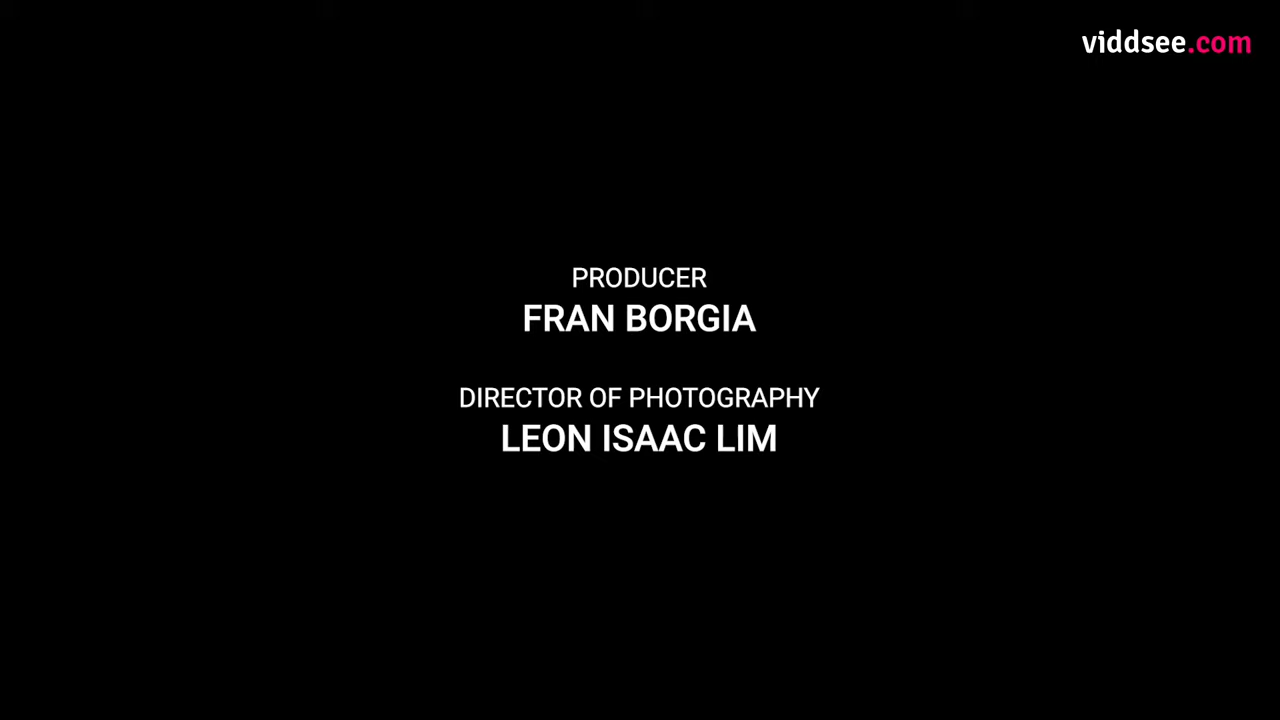 viddsee.com
PRODUCER
FRAN BORGIA
DIRECTOR OF PHOTOGRAPHY
LEON ISAAC LIM